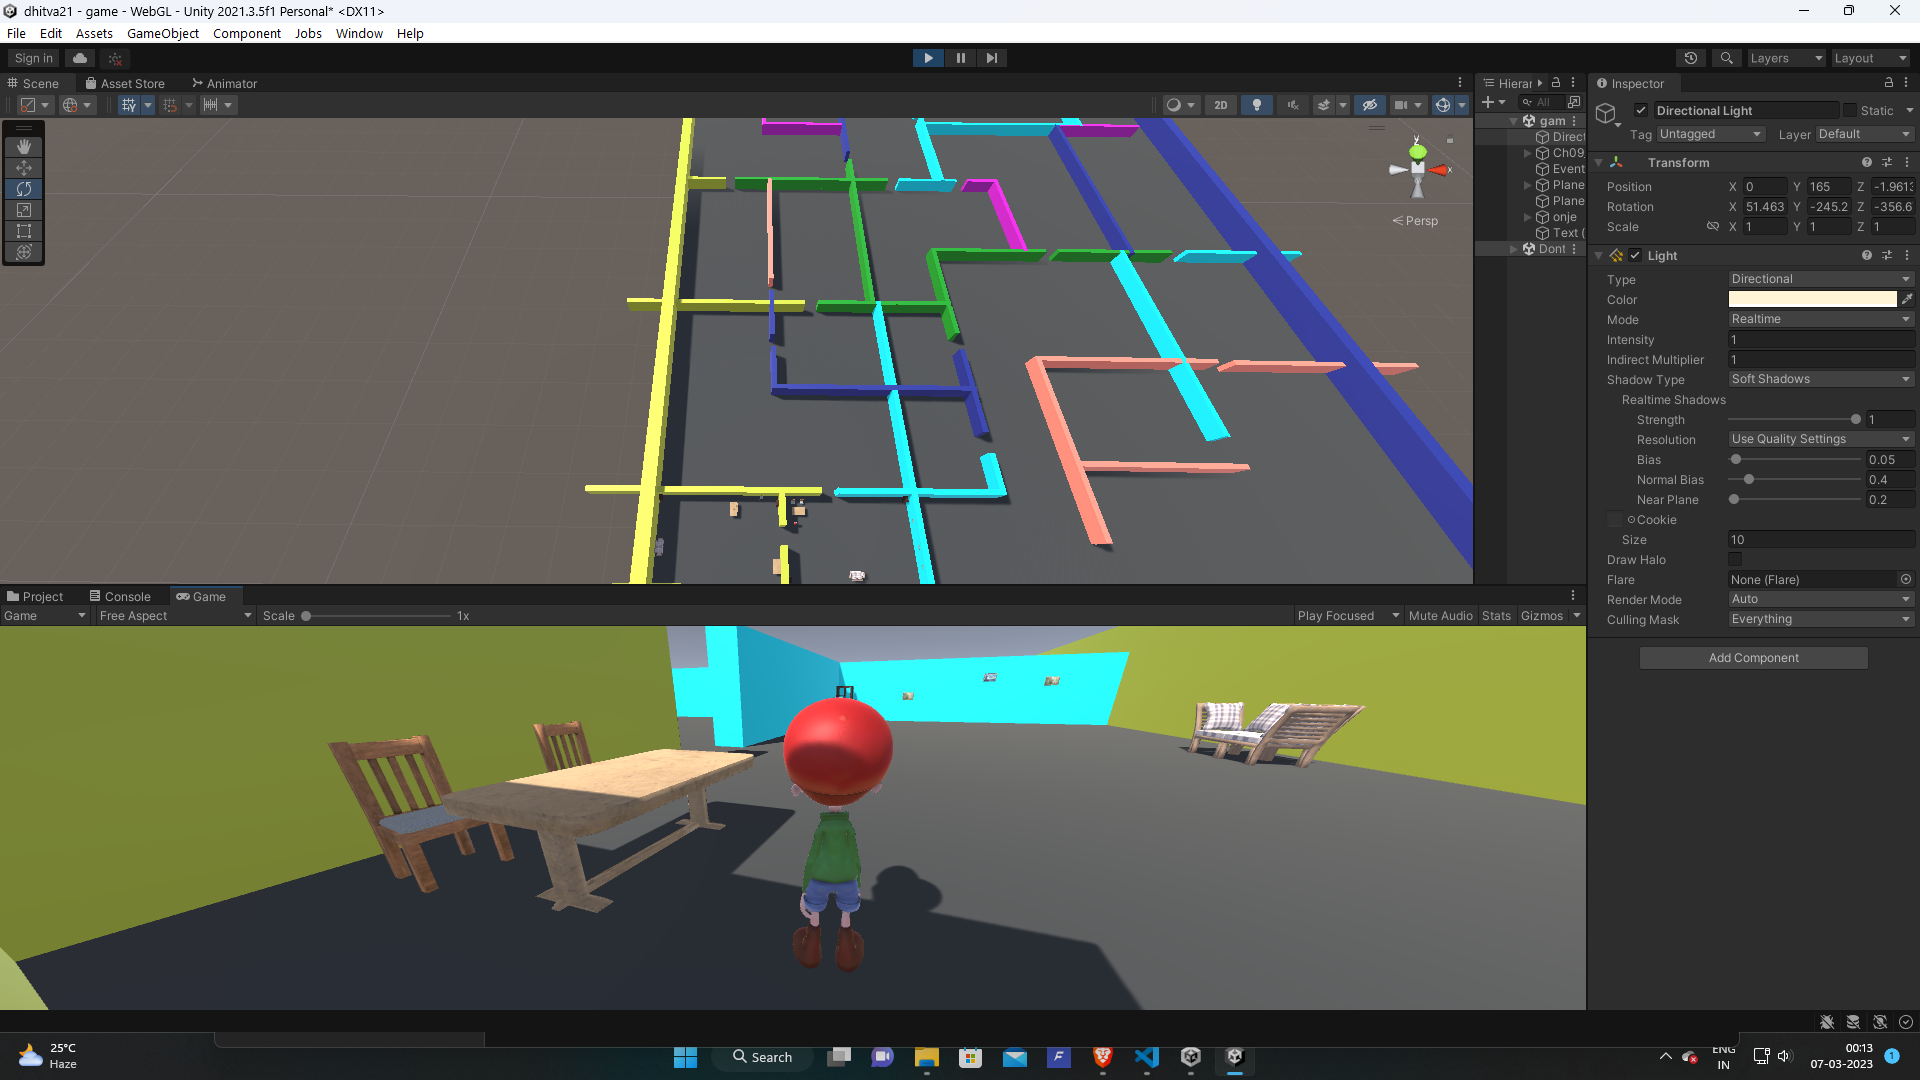 dhitva21 - game - WebGL - Unity 2021.3.5f1 Personal* <DX11>
File Edit Assets GameObject Component Jobs Window Help
Sign in
Layers Layout
Scene Asset Store Animator
2D
Persp
y
x
Hierar
All
gam
Direct
Ch09
Event
Plane
Plane
onje
Text (
Dont
Inspector
Directional Light Static
Tag Untagged Layer Default
Transform
Position X 0 Y 165 Z -1.961
Rotation X 51.463 Y -245.2 Z -356.6
Scale X 1 Y 1 Z 1
Light
Type Directional
Color
Mode Realtime
Intensity 1
Indirect Multiplier 1
Shadow Type Soft Shadows
Realtime Shadows
Strength 1
Resolution Use Quality Settings
Bias 0.05
Normal Bias 0.4
Near Plane 0.2
Cookie
Size 10
Draw Halo
Flare None (Flare)
Render Mode Auto
Culling Mask Everything
Add Component
Project Console Game
Game Free Aspect Scale 1x Play Focused Mute Audio Stats Gizmos
25°C
Haze
Search
ENG
IN
00:13
07-03-2023
1